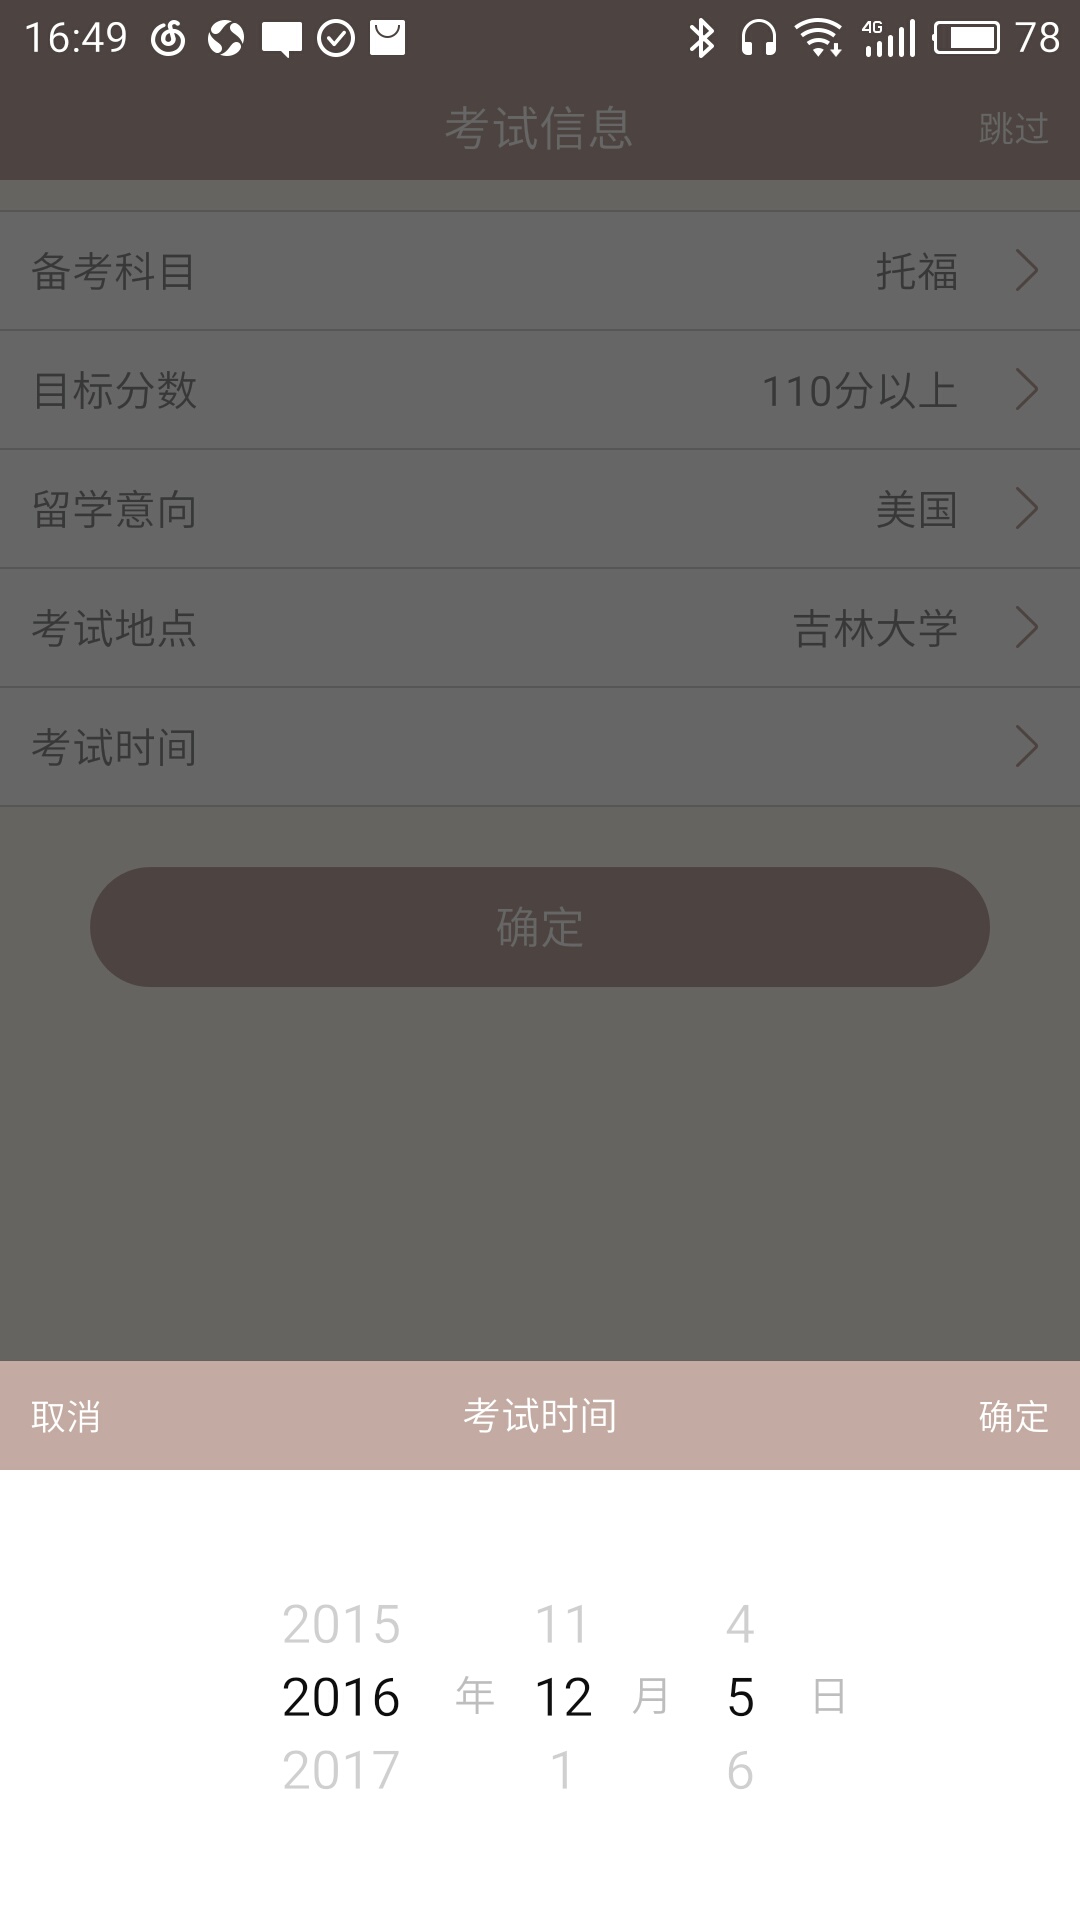 16:49 4G 78
考试信息 跳过
备考科目 托福
目标分数 110分以上
留学意向 美国
考试地点 吉林大学
考试时间
确定
取消 考试时间 确定
2015 11 4
2016 年 12 月 5 日
2017 1 6